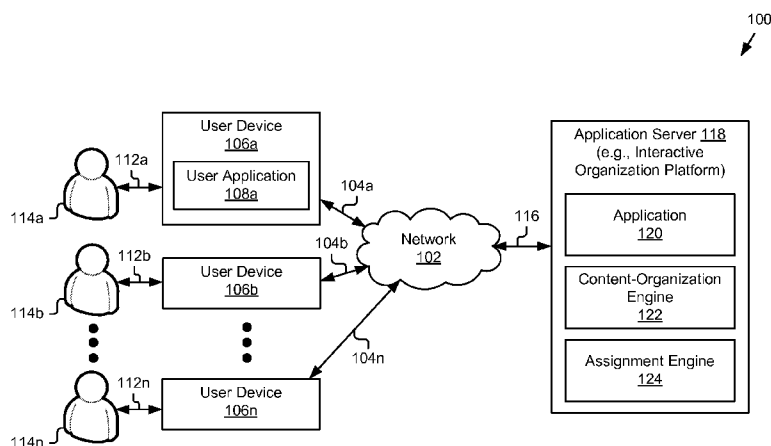 100
User Device
106a
User Application
108a
112a
114a
104a
Application Server 118
(e.g., Interactive
Organization Platform)
Application
120
116
Network
102
104b
112b
User Device
106b
114b
Content-Organization
Engine
122
104n
Assignment Engine
124
112n
User Device
106n
114n